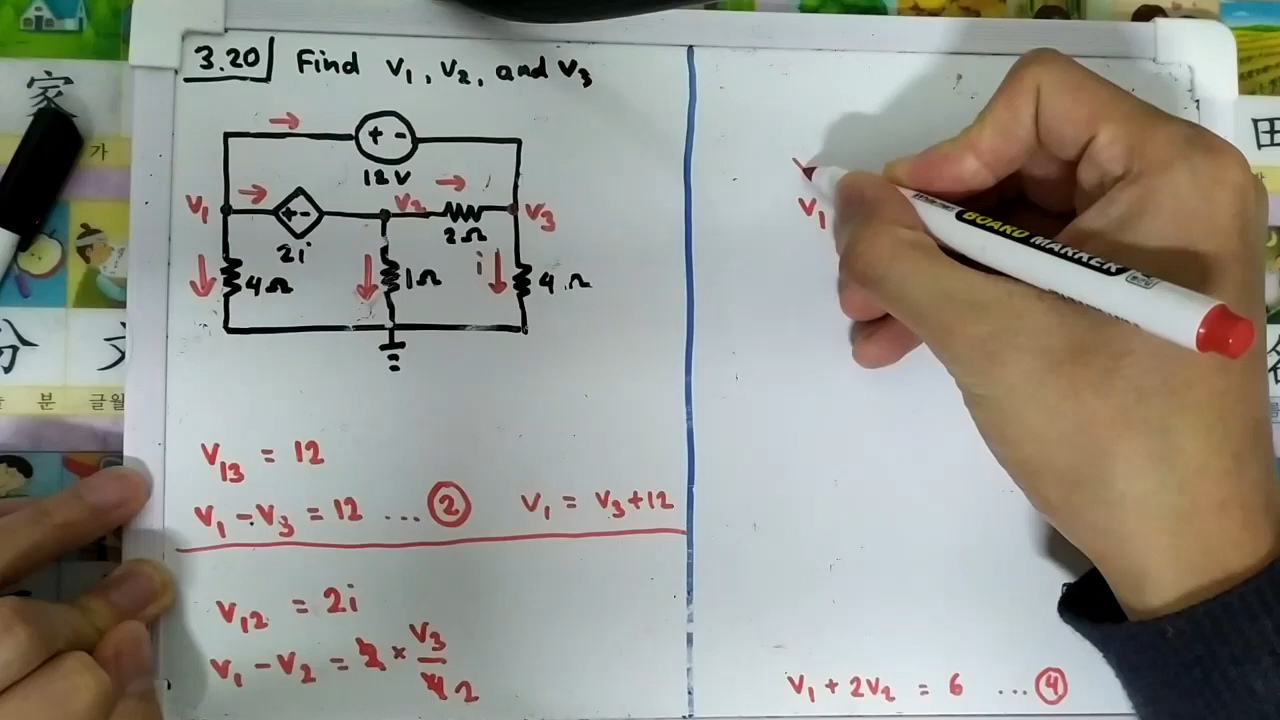 3.20 Find V1, V2, and V3
+ -
12V
V1
+ -
2i
V2
2Ω
V3
4Ω
1Ω
i
4Ω
V13 = 12
V1 - V3 = 12 ... ② V1 = V3+12
V12 = 2i
V1 - V2 = 2 × V3/4 2
V1
V1 + 2V2 = 6 ... ④
BOARD MARKER
家
가
分
분
글월
田